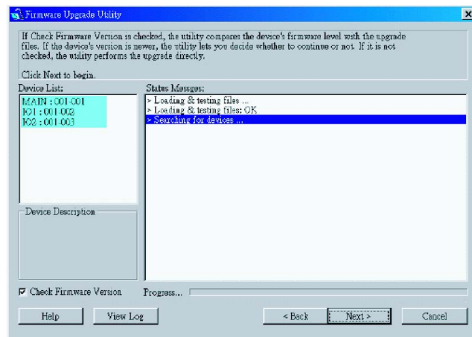 Firmware Upgrade Utility
If Check Firmware Version is checked, the utility compares the device's firmware level with the upgrade
files. If the device's version is newer, the utility lets you decide whether to continue or not. If it is not
checked, the utility performs the upgrade directly.
Click Next to begin.
Device List:
MAIN : 001-001
IO1 : 001-002
IO2 : 001-003
Status Messages:
> Loading & testing files ...
> Loading & testing files: OK
> Searching for devices ...
Device Description
Check Firmware Version
Progress...
Help
View Log
< Back
Next >
Cancel